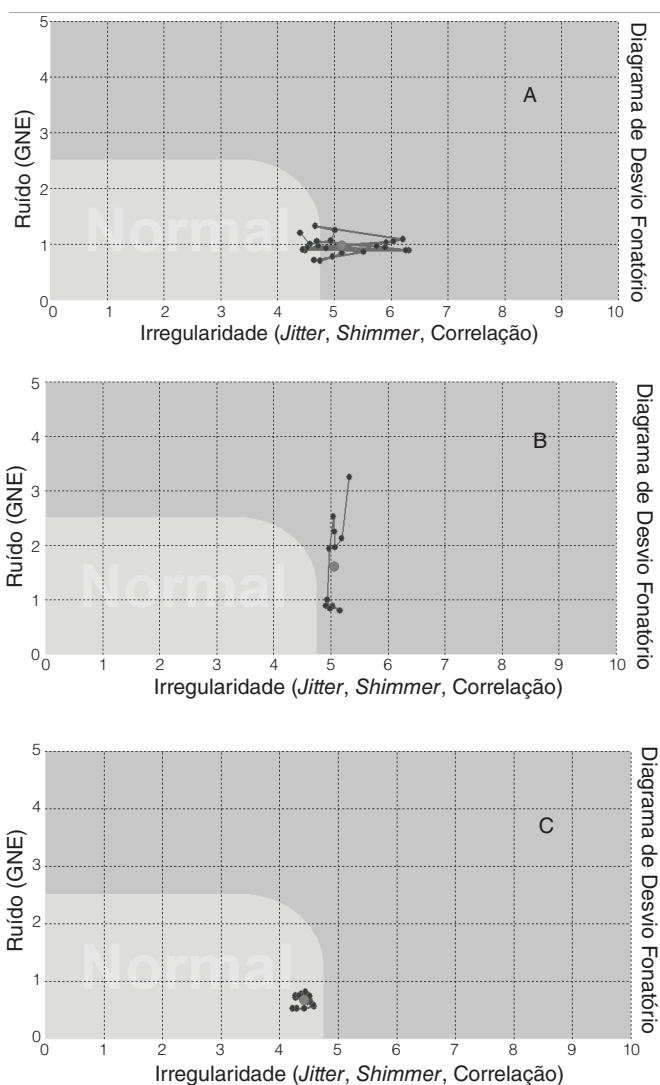 5
4
3
2
1
0
Ruído (GNE)
Normal
A
0 1 2 3 4 5 6 7 8 9 10
Irregularidade (Jitter, Shimmer, Correlação)
Diagrama de Desvio Fonatório
5
4
3
2
1
0
Ruído (GNE)
Normal
B
0 1 2 3 4 5 6 7 8 9 10
Irregularidade (Jitter, Shimmer, Correlação)
Diagrama de Desvio Fonatório
5
4
3
2
1
0
Ruído (GNE)
Normal
C
0 1 2 3 4 5 6 7 8 9 10
Irregularidade (Jitter, Shimmer, Correlação)
Diagrama de Desvio Fonatório